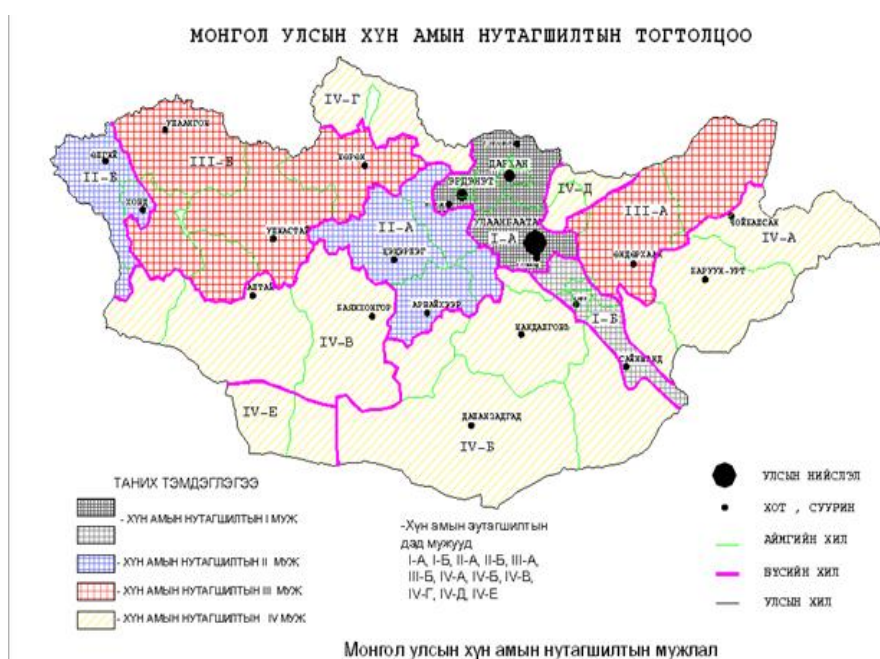 МОНГОЛ УЛСЫН ХҮН АМЫН НУТАГШИЛТЫН ТОГТОЛЦОО
IV-Г
УЛААНГОМ
ӨЛГИЙ
III-Б
МӨРӨН
ДАРХАН
ЭРДЭНЭТ
IV-Д
II-Б
ХОВД
III-А
УЛААНБААТА
ЧОЙБАЛСАН
II-А
I-А
IV-А
УЛИАСТАЙ
ЦЭЦЭРЛЭГ
ӨНДӨРХААН
БАРУУН-УРТ
АЛТАЙ
БАЯНХОНГОР
АРВАЙХЭЭР
I-Б
МАНДАЛГОВЬ
IV-В
САЙНШАНД
IV-Е
ДАЛАНЗАДГАД
IV-Б
ТАНИХ ТЭМДЭГЛЭГЭЭ
- ХҮН АМЫН НУТАГШИЛТЫН I МУЖ
- ХҮН АМЫН НУТАГШИЛТЫН II МУЖ
- ХҮН АМЫН НУТАГШИЛТЫН III МУЖ
- ХҮН АМЫН НУТАГШИЛТЫН IV МУЖ
-Хүн амын эутагшилтын
дад мужууд
I-А, I-Б, II-А, II-Б, III-А,
III-Б, IV-А, IV-Б, IV-В,
IV-Г, IV-Д, IV-Е
УЛСЫН НИЙСЛЭЛ
ХОТ , СУУРИН
АЙМГИЙН ХИЛ
БҮСИЙН ХИЛ
УЛСЫН ХИЛ
Монгол улсын хүн амын нутагшилтын мужлал